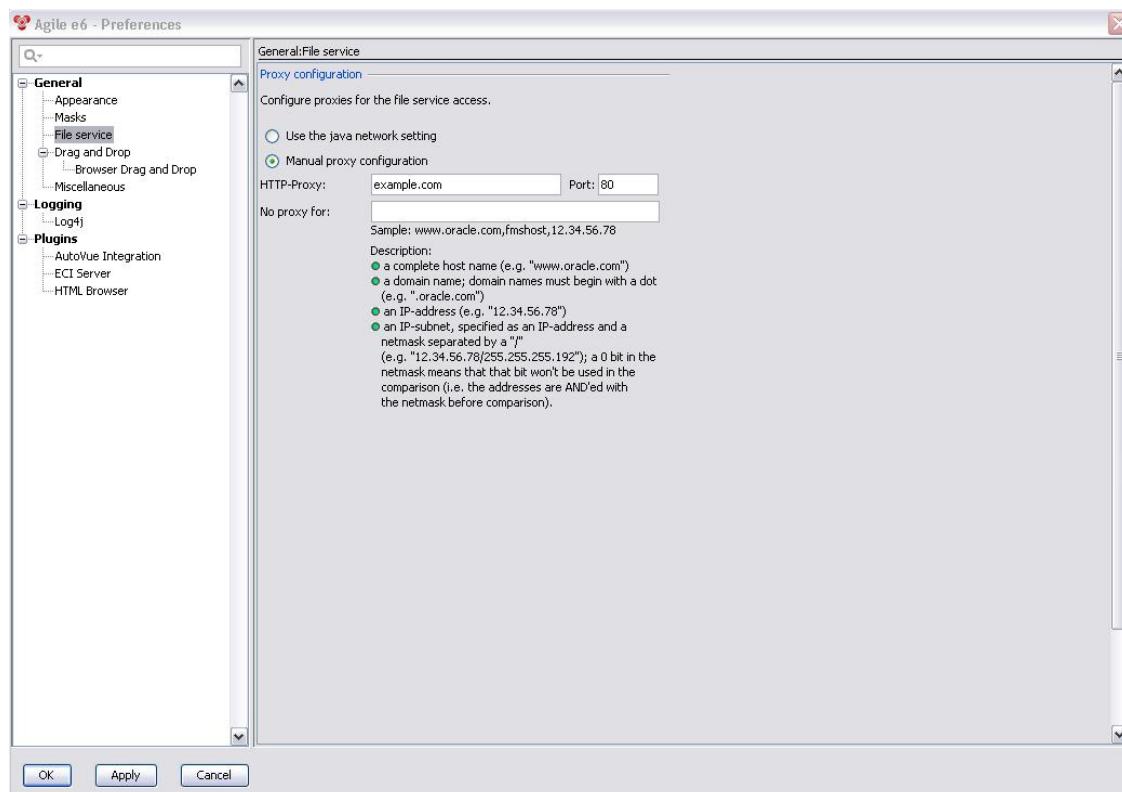 Agile e6 - Preferences
General
Appearance
Masks
File service
Drag and Drop
Browser Drag and Drop
Miscellaneous
Logging
Log4j
Plugins
AutoVue Integration
ECI Server
HTML Browser
General:File service
Proxy configuration
Configure proxies for the file service access.
Use the java network setting
Manual proxy configuration
HTTP-Proxy: example.com Port: 80
No proxy for:
Sample: www.oracle.com,fmshost,12.34.56.78
Description:
a complete host name (e.g. "www.oracle.com")
a domain name; domain names must begin with a dot
(e.g. ".oracle.com")
an IP-address (e.g. "12.34.56.78")
an IP-subnet, specified as an IP-address and a
netmask separated by a "/"
(e.g. "12.34.56.78/255.255.255.192"); a 0 bit in the
netmask means that that bit won't be used in the
comparison (i.e. the addresses are AND'ed with
the netmask before comparison).
OK Apply Cancel